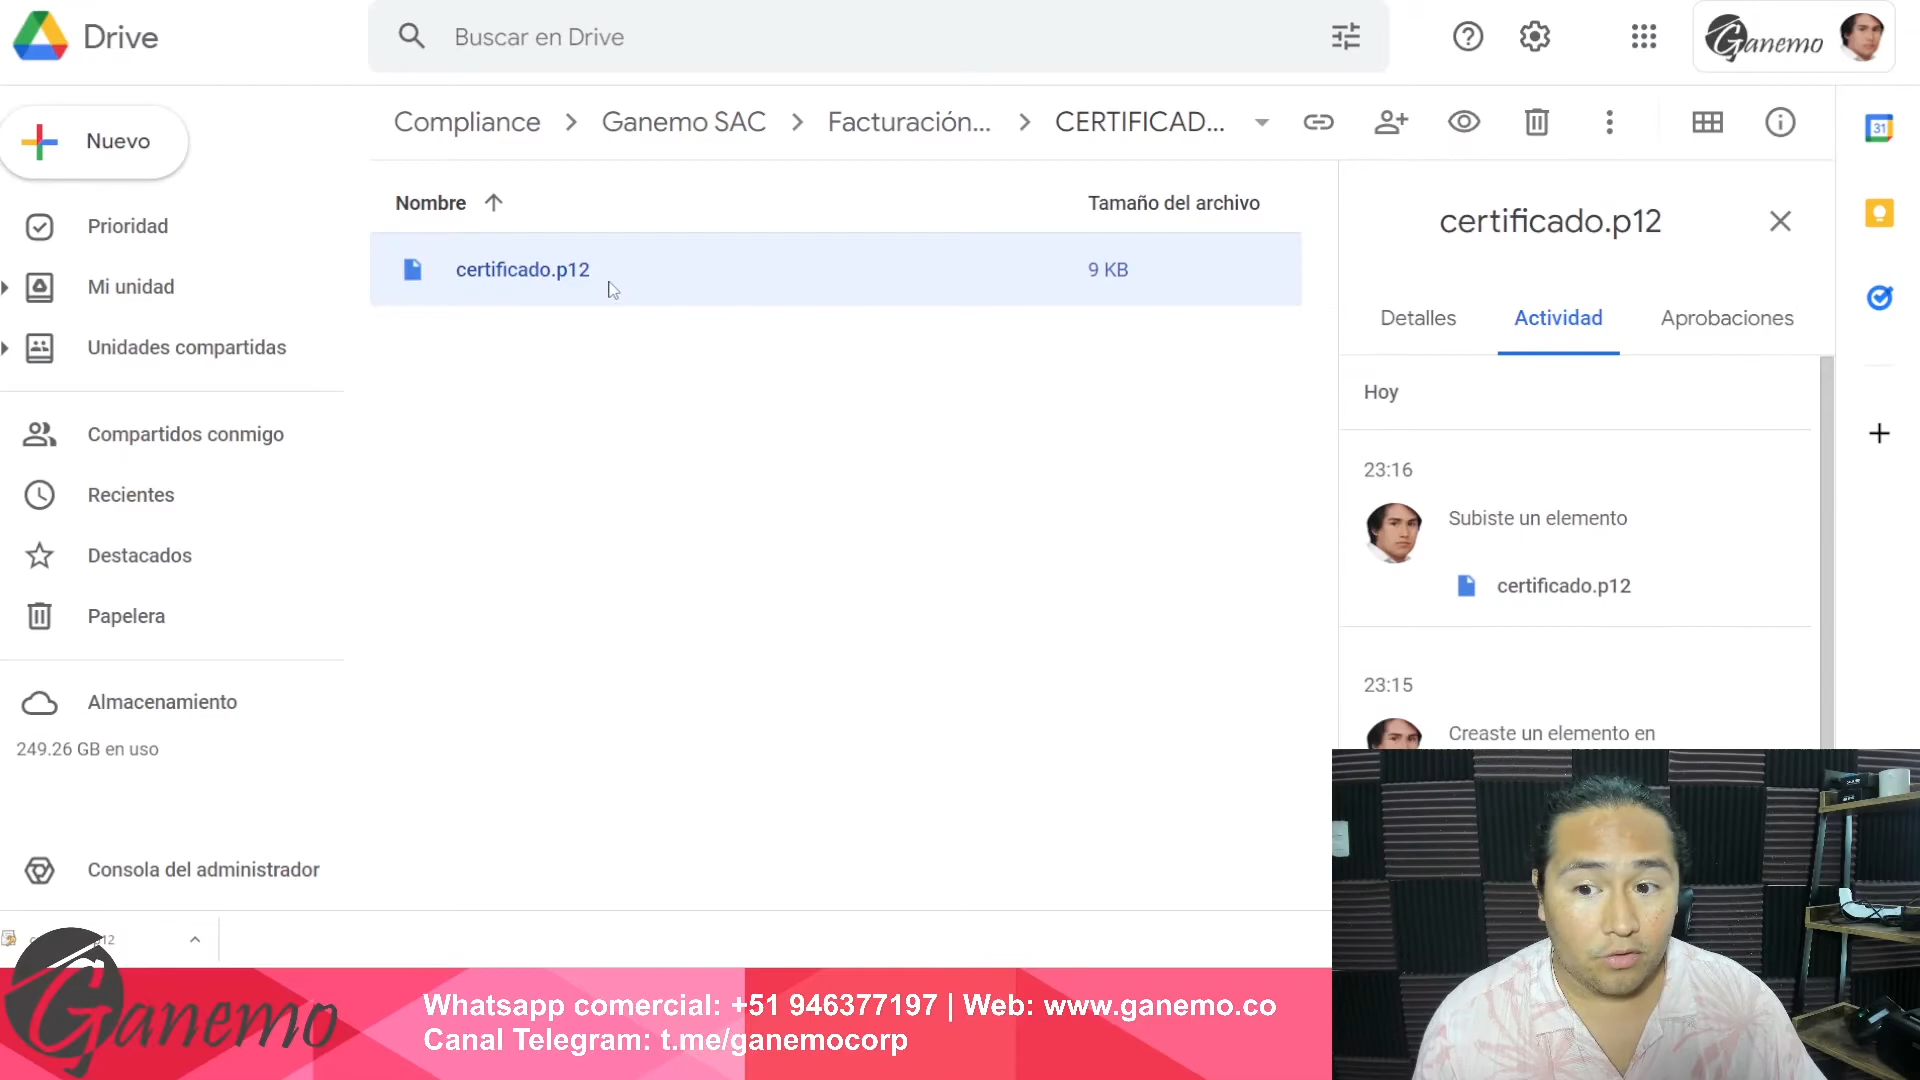 Drive
Buscar en Drive
Ganemo
Nuevo
Compliance > Ganemo SAC > Facturación... > CERTIFICAD...
31
Prioridad
Mi unidad
Unidades compartidas
Compartidos conmigo
Recientes
Destacados
Papelera
Almacenamiento
249.26 GB en uso
Consola del administrador
Nombre
Tamaño del archivo
certificado.p12
9 KB
certificado.p12
Detalles
Actividad
Aprobaciones
Hoy
23:16
Subiste un elemento
certificado.p12
23:15
Creaste un elemento en
Ganemo
Whatsapp comercial: +51 946377197 | Web: www.ganemo.co
Canal Telegram: t.me/ganemocorp